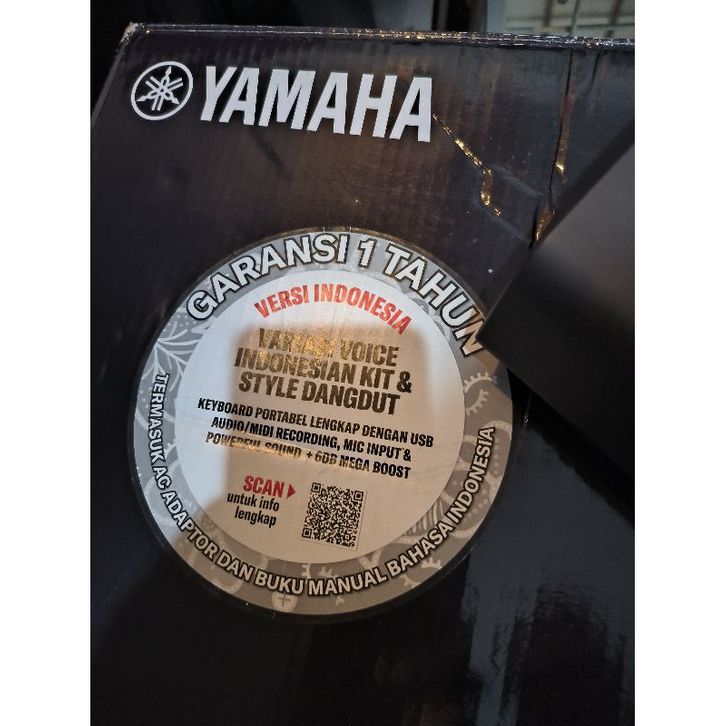 YAMAHA
GARANSI 1 TAHUN
VERSI INDONESIA
VARIASI VOICE
INDONESIAN KIT &
STYLE DANGDUT
KEYBOARD PORTABEL LENGKAP DENGAN USB
AUDIO/MIDI RECORDING, MIC INPUT &
POWERFUL SOUND + 6DB MEGA BOOST
SCAN
untuk info
lengkap
TERMASUK AC ADAPTOR DAN BUKU MANUAL BAHASA INDONESIA